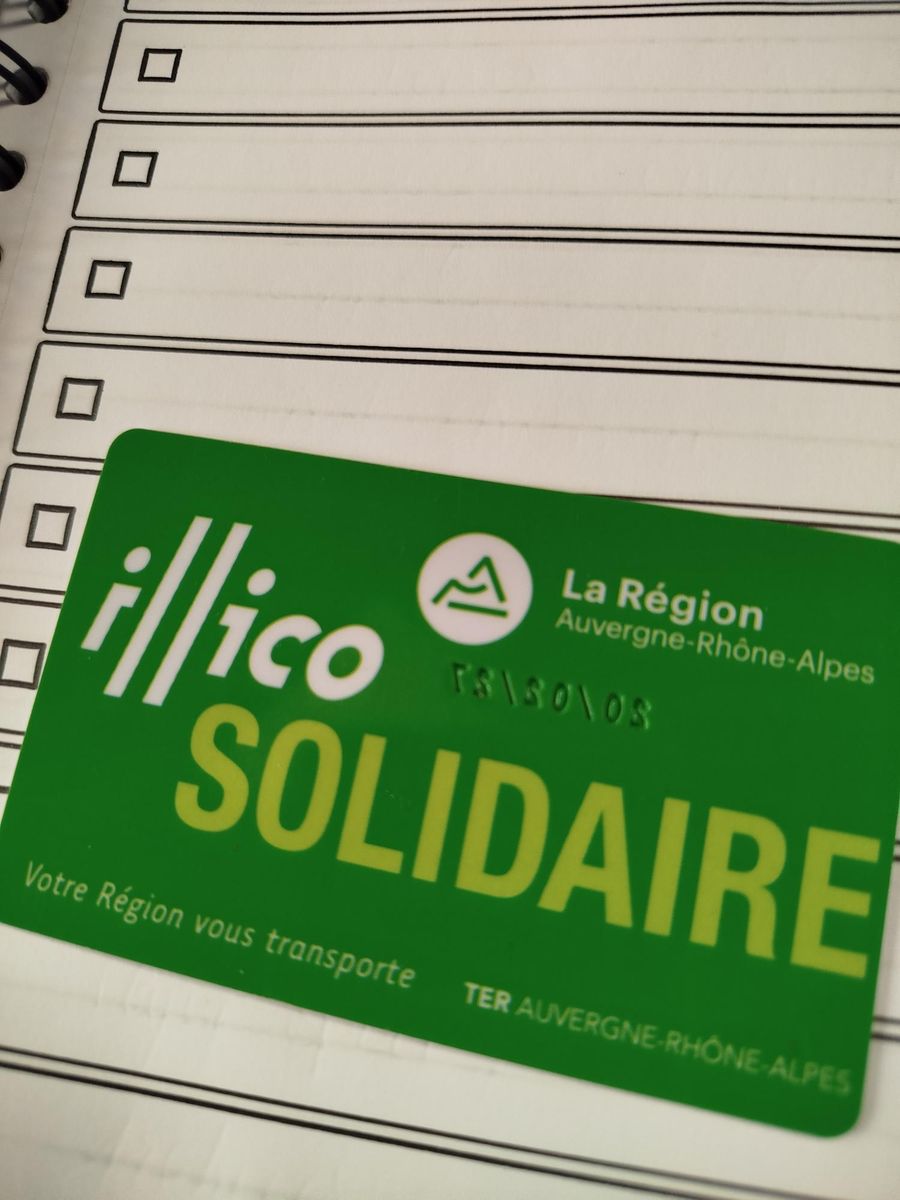 illico
La Région
Auvergne-Rhône-Alpes
SOLIDAIRE
Votre Région vous transporte
TER AUVERGNE-RHÔNE-ALPES